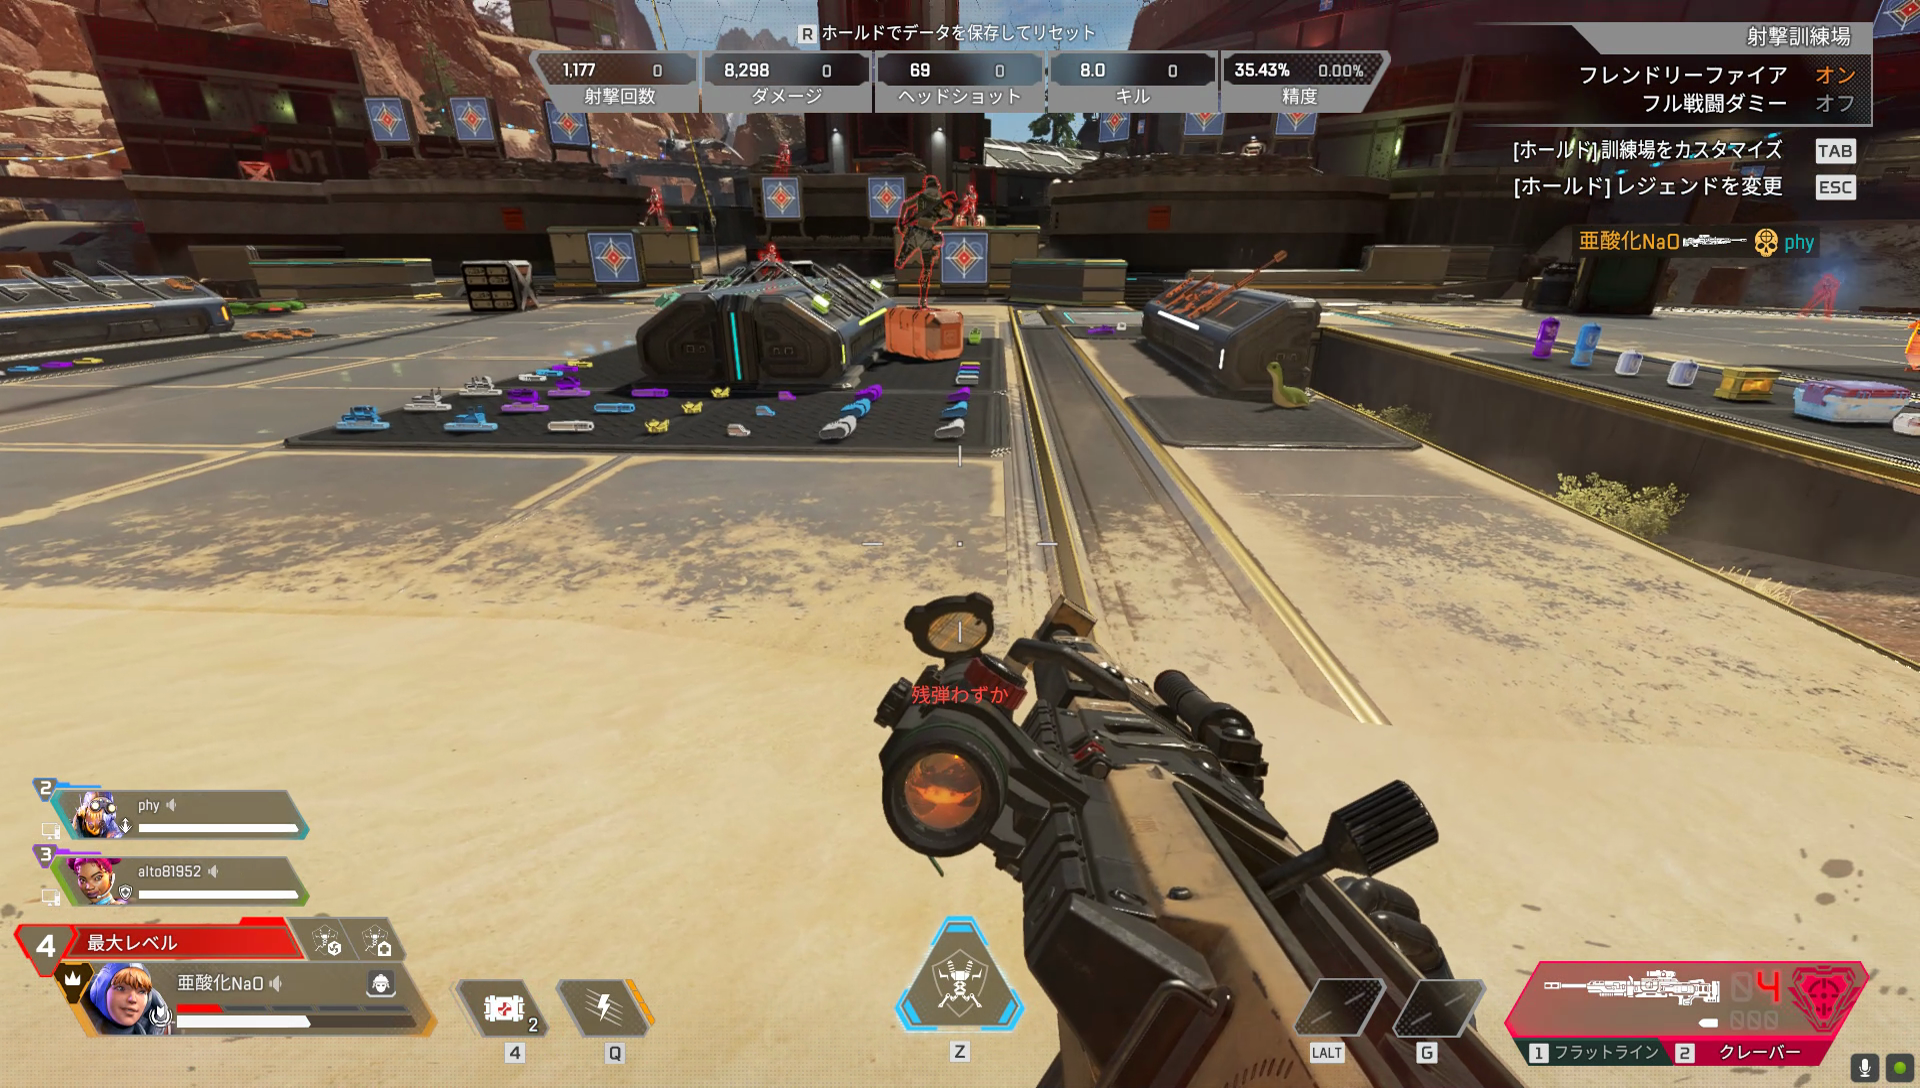 R ホールドでデータを保存してリセット
1,177 0
射撃回数
8,298 0
ダメージ
69 0
ヘッドショット
8.0 0
キル
35.43% 0.00%
精度
射撃訓練場
フレンドリーファイア オン
フル戦闘ダミー オフ
[ホールド]訓練場をカスタマイズ TAB
[ホールド]レジェンドを変更 ESC
亜酸化NaO phy
01
残弾わずか
2
phy
3
alto81952
4 最大レベル
亜酸化NaO
2
4
Q
Z
LALT
G
04
000
1 フラットライン
2 クレーバー